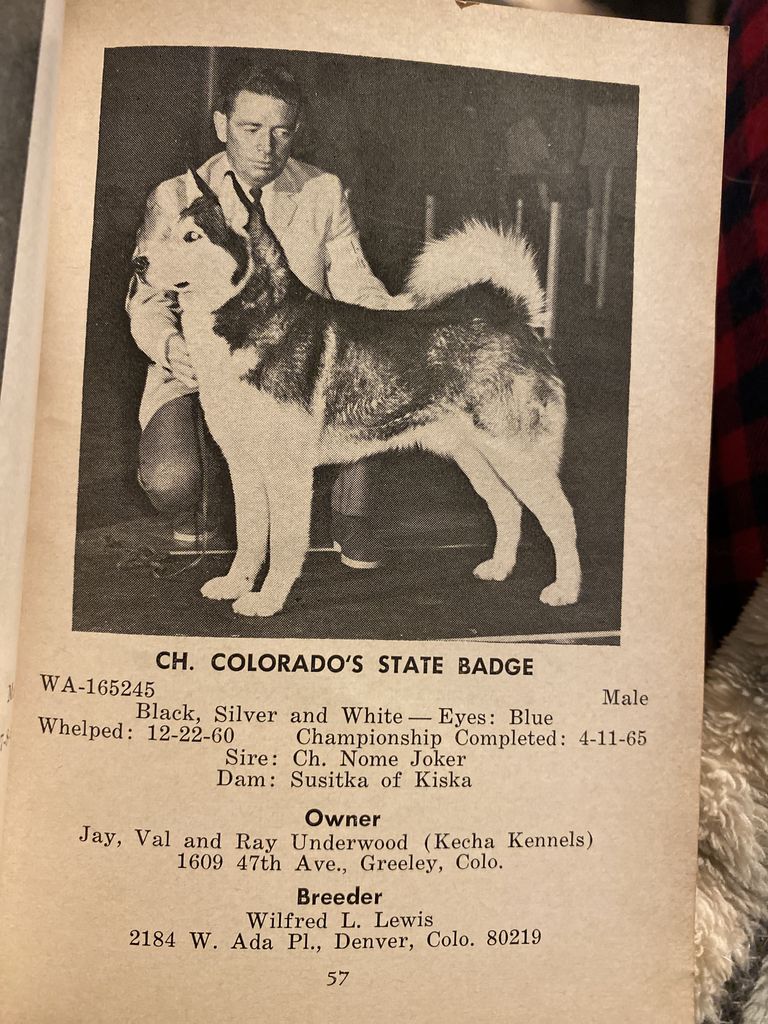 CH. COLORADO'S STATE BADGE
WA-165245 Male
Black, Silver and White — Eyes: Blue
Whelped: 12-22-60 Championship Completed: 4-11-65
Sire: Ch. Nome Joker
Dam: Susitka of Kiska
Owner
Jay, Val and Ray Underwood (Kecha Kennels)
1609 47th Ave., Greeley, Colo.
Breeder
Wilfred L. Lewis
2184 W. Ada Pl., Denver, Colo. 80219
57